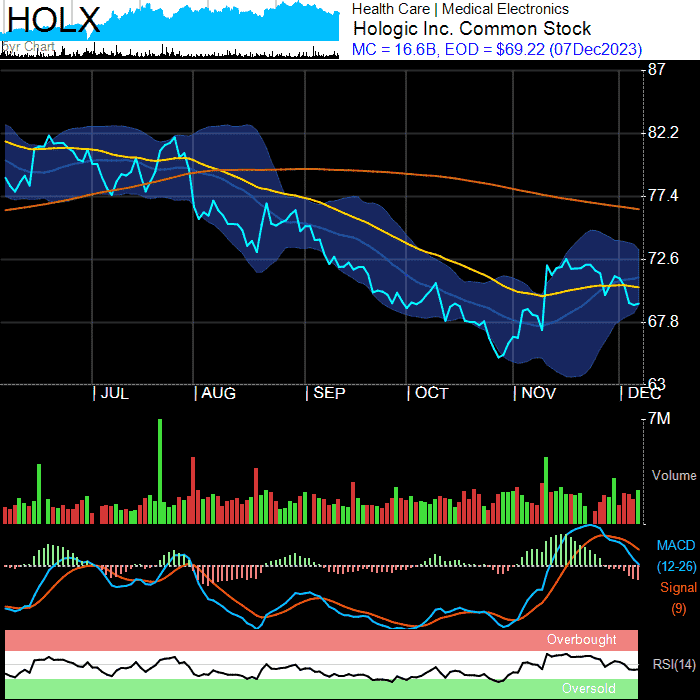 HOLX
5yr Chart
Health Care | Medical Electronics
Hologic Inc. Common Stock
MC = 16.6B, EOD = $69.22 (07Dec2023)
87
82.2
77.4
72.6
67.8
63
JUL
AUG
SEP
OCT
NOV
DEC
7M
Volume
MACD
(12-26)
Signal
(9)
Overbought
RSI(14)
Oversold